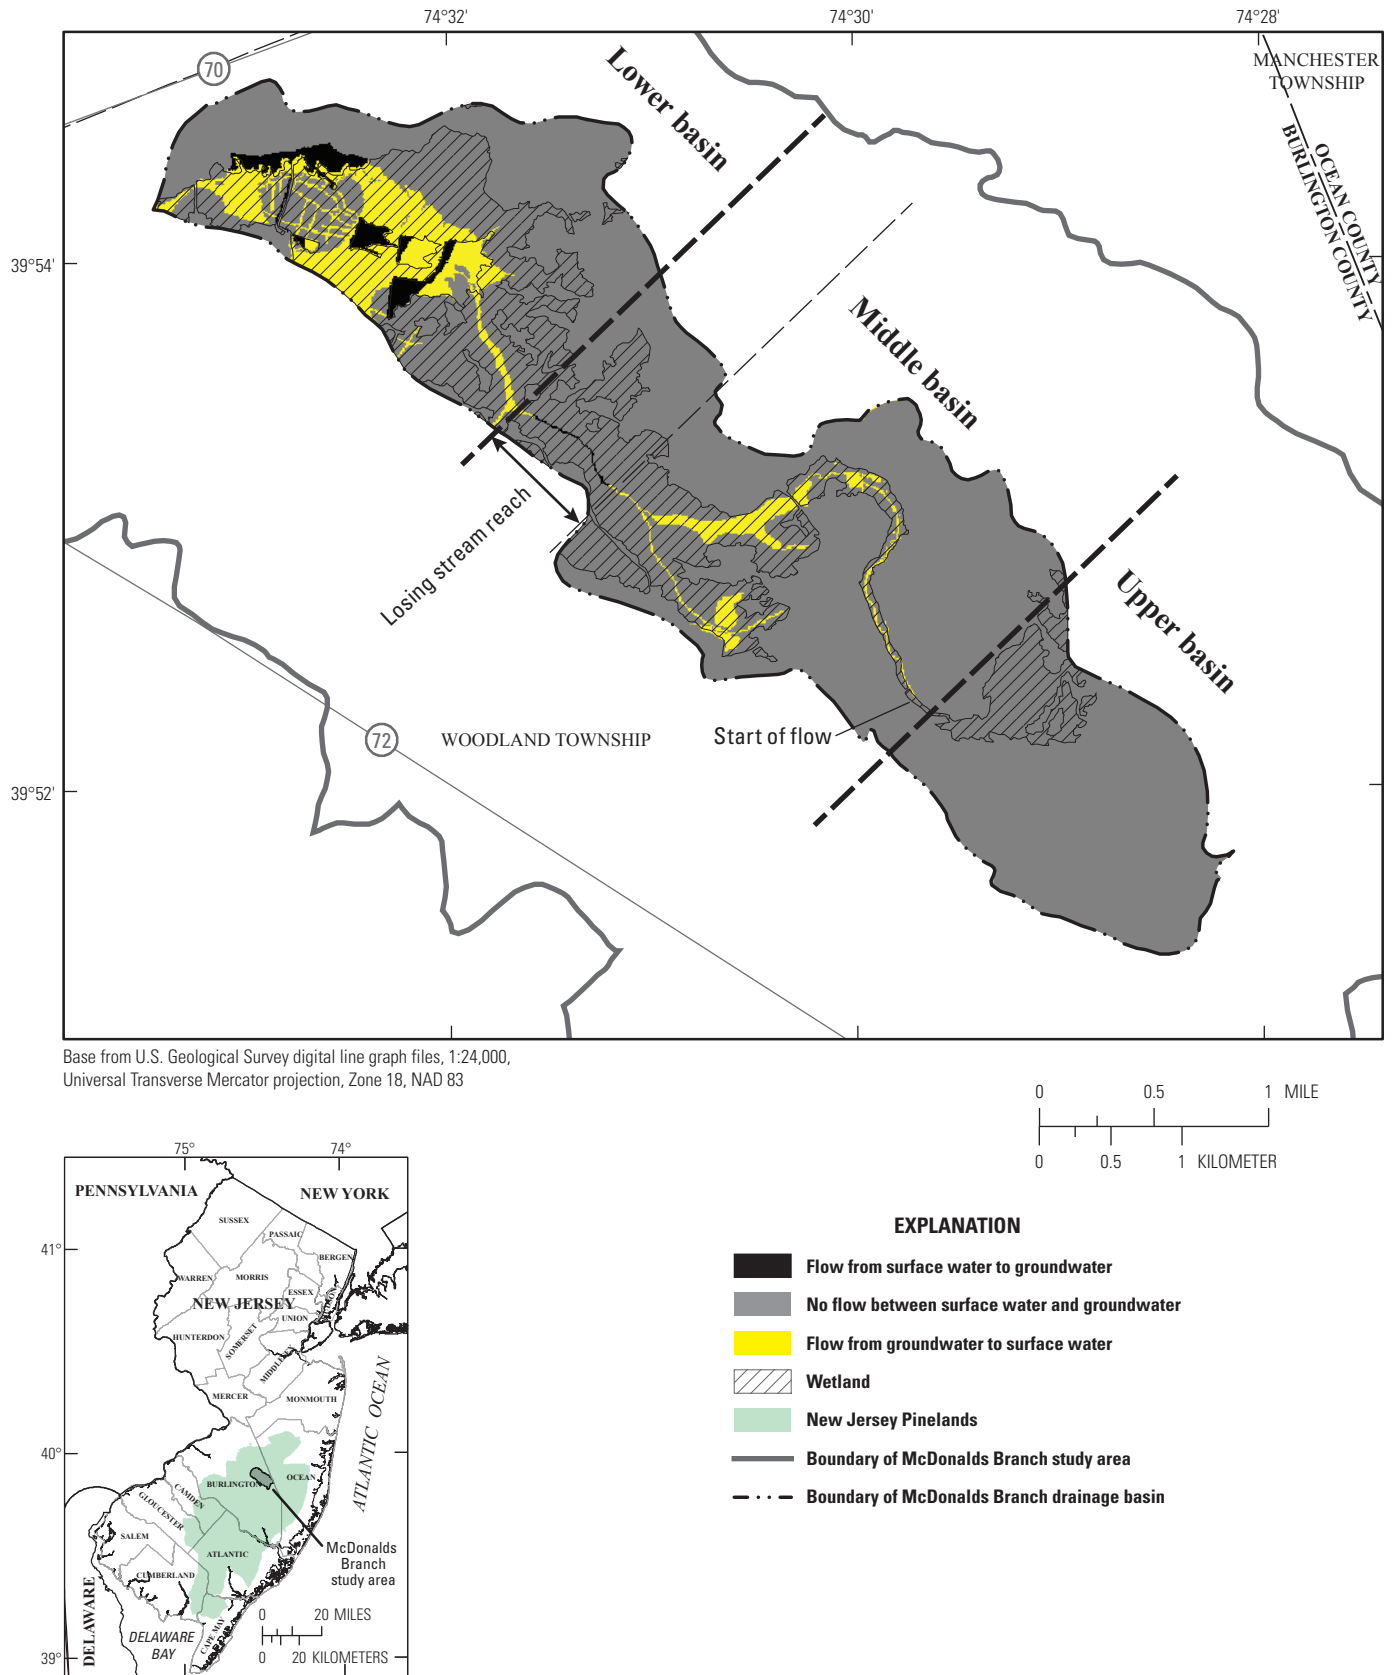 74°32'
74°30'
74°28'
70
Lower basin
MANCHESTER
TOWNSHIP
OCEAN COUNTY
BURLINGTON COUNTY
39°54'
Middle basin
Losing stream reach
Upper basin
Start of flow
72
WOODLAND TOWNSHIP
39°52'
Base from U.S. Geological Survey digital line graph files, 1:24,000,
Universal Transverse Mercator projection, Zone 18, NAD 83
0 0.5 1 MILE
0 0.5 1 KILOMETER
75° 74°
PENNSYLVANIA
NEW YORK
SUSSEX
PASSAIC
41°
BERGEN
WARREN
MORRIS
ESSEX
NEW JERSEY
HUDSON
UNION
HUNTERDON
SOMERSET
MIDDLESEX
MERCER
MONMOUTH
ATLANTIC OCEAN
40°
BURLINGTON
OCEAN
CAMDEN
GLOUCESTER
SALEM
ATLANTIC
McDonalds
Branch
study area
CUMBERLAND
DELAWARE
CAPE MAY
DELAWARE
BAY
0 20 MILES
0 20 KILOMETERS
39°
EXPLANATION
Flow from surface water to groundwater
No flow between surface water and groundwater
Flow from groundwater to surface water
Wetland
New Jersey Pinelands
Boundary of McDonalds Branch study area
Boundary of McDonalds Branch drainage basin